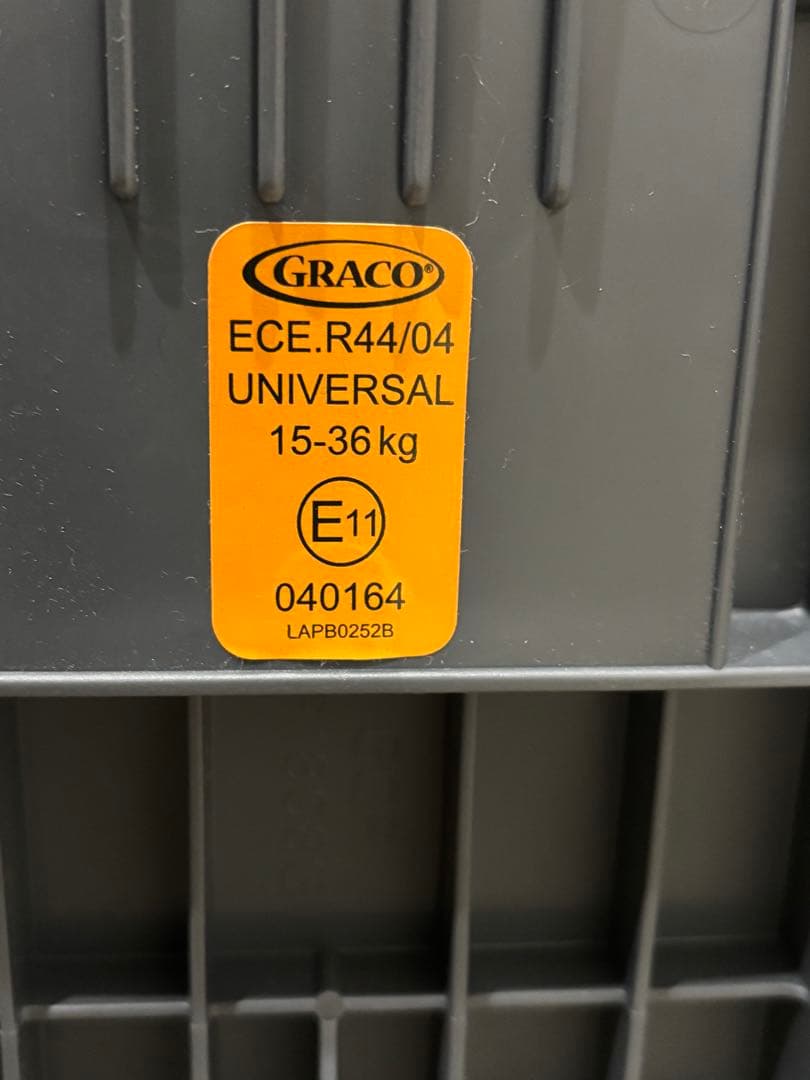 GRACO®
ECE.R44/04
UNIVERSAL
15-36 kg
E11
040164
LAPB0252B